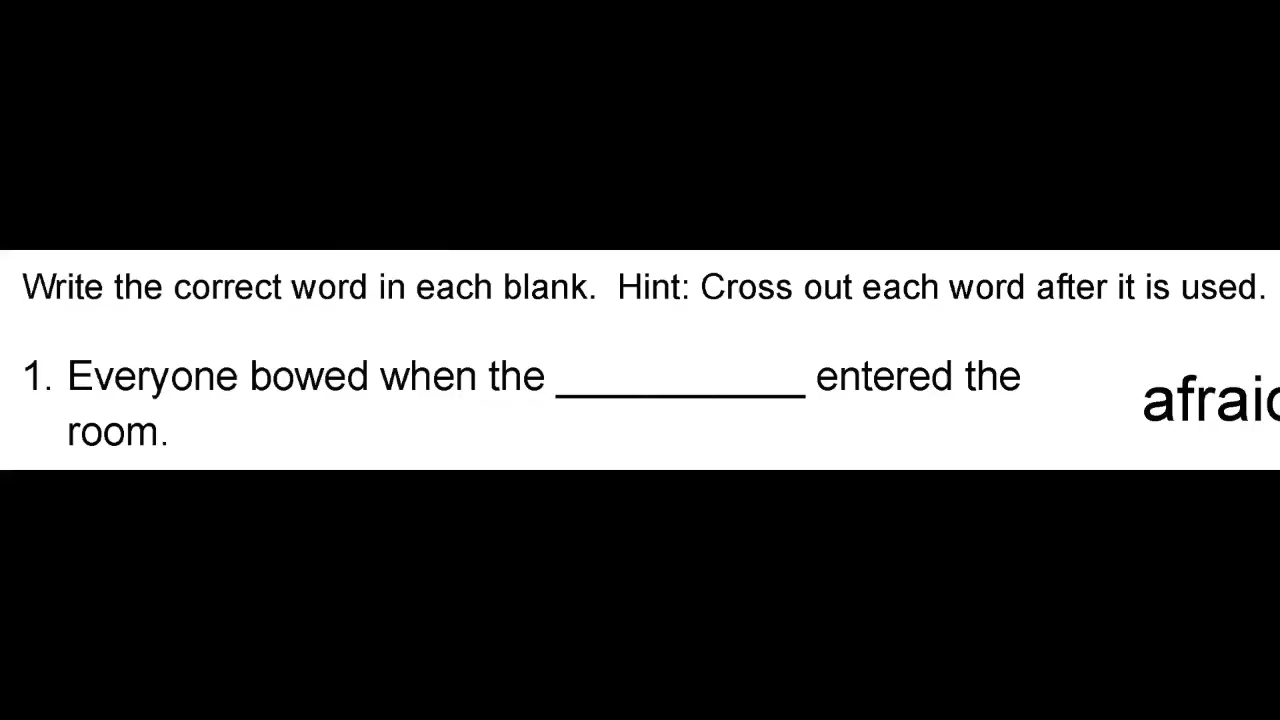 Write the correct word in each blank.  Hint: Cross out each word after it is used.
1. Everyone bowed when the ___________ entered the
room.